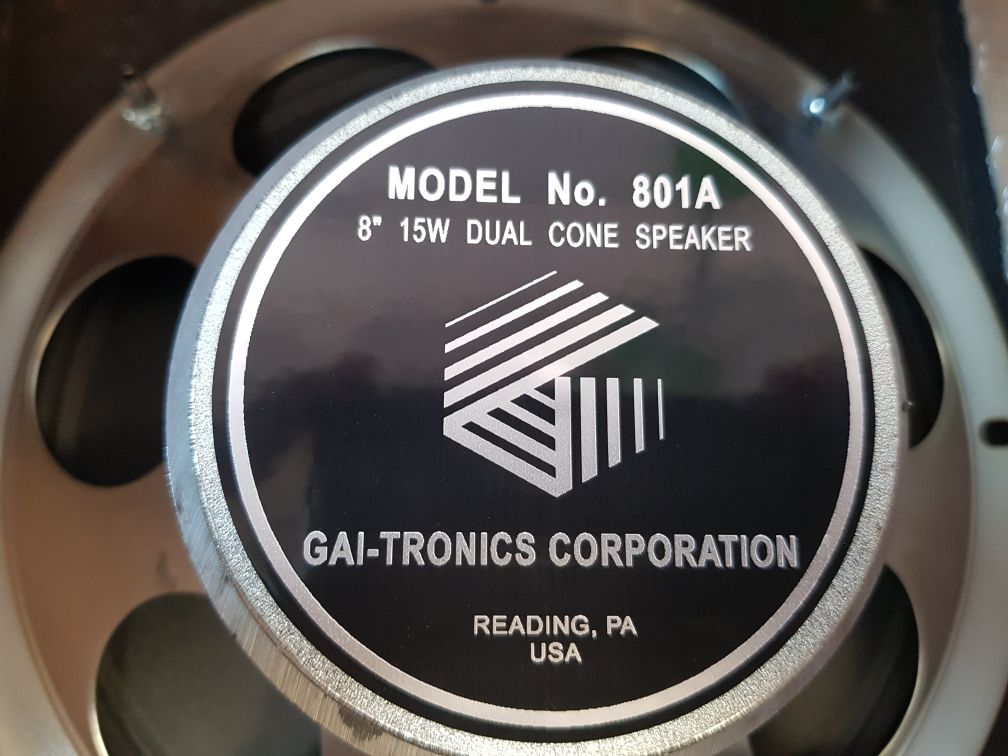 MODEL No. 801A
8" 15W DUAL CONE SPEAKER
GAI-TRONICS CORPORATION
READING, PA
USA